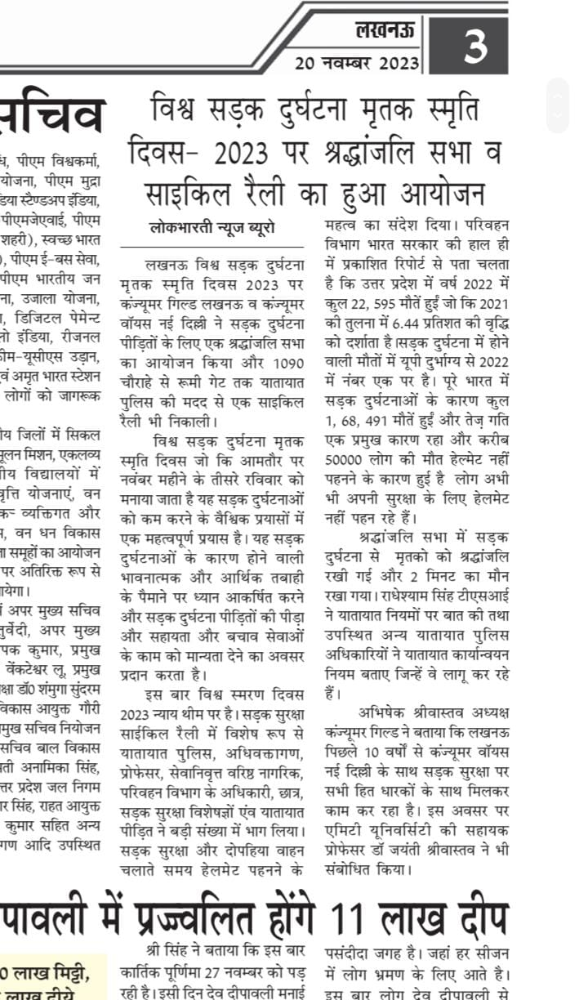 लखनऊ
20 नवम्बर 2023
3
सचिव
पीएम विश्वकर्मा,
योजना, पीएम मुद्रा
स्टैण्डअप इंडिया,
पीएमजेएवाई, पीएम
शहरी), स्वच्छ भारत
), पीएम ई-बस सेवा,
पीएम भारतीय जन
ना, उजाला योजना,
डिजिटल पेमेन्ट
लो इंडिया, रीजनल
कीम-यूसीएस उड़ान,
एवं अमृत भारत स्टेशन
लोगों को जागरूक
जिलों में सिकल
मूलन मिशन, एकलव्य
विद्यालयों में
वृत्ति योजनाएं, वन
व्यक्तिगत और
वन धन विकास
समूहों का आयोजन
पर अतिरिक्त रूप से
जायेगा।
अपर मुख्य सचिव
तुर्वेदी, अपर मुख्य
पक कुमार, प्रमुख
वेंकटेश्वर लू, प्रमुख
क्षा डॉ0 शंमुगा सुंदरम
विकास आयुक्त गौरी
प्रमुख सचिव नियोजन
सचिव बाल विकास
मती अनामिका सिंह,
त्तर प्रदेश जल निगम
सिंह, राहत आयुक्त
कुमार सहित अन्य
गण आदि उपस्थित
विश्व सड़क दुर्घटना मृतक स्मृति
दिवस- 2023 पर श्रद्धांजलि सभा व
साइकिल रैली का हुआ आयोजन
लोकभारती न्यूज ब्यूरो
लखनऊ विश्व सड़क दुर्घटना
मृतक स्मृति दिवस 2023 पर
कंज्यूमर गिल्ड लखनऊ व कंज्यूमर
वॉयस नई दिल्ली ने सड़क दुर्घटना
पीड़ितों के लिए एक श्रद्धांजलि सभा
का आयोजन किया और 1090
चौराहे से रूमी गेट तक यातायात
पुलिस की मदद से एक साइकिल
रैली भी निकाली।
विश्व सड़क दुर्घटना मृतक
स्मृति दिवस जो कि आमतौर पर
नवंबर महीने के तीसरे रविवार को
मनाया जाता है यह सड़क दुर्घटनाओं
को कम करने के वैश्विक प्रयासों में
एक महत्वपूर्ण प्रयास है। यह सड़क
दुर्घटनाओं के कारण होने वाली
भावनात्मक और आर्थिक तबाही
के पैमाने पर ध्यान आकर्षित करने
और सड़क दुर्घटना पीड़ितों की पीड़ा
और सहायता और बचाव सेवाओं
के काम को मान्यता देने का अवसर
प्रदान करता है।
इस बार विश्व स्मरण दिवस
2023 न्याय थीम पर है। सड़क सुरक्षा
साईकिल रैली में विशेष रूप से
यातायात पुलिस, अधिवक्तागण,
प्रोफेसर, सेवानिवृत्त वरिष्ठ नागरिक,
परिवहन विभाग के अधिकारी, छात्र,
सड़क सुरक्षा विशेषज्ञों एंव यातायात
पीड़ित ने बड़ी संख्या में भाग लिया।
सड़क सुरक्षा और दोपहिया वाहन
चलाते समय हेलमेट पहनने के
महत्व का संदेश दिया। परिवहन
विभाग भारत सरकार की हाल ही
में प्रकाशित रिपोर्ट से पता चलता
है कि उत्तर प्रदेश में वर्ष 2022 में
कुल 22, 595 मौतें हुईं जो कि 2021
की तुलना में 6.44 प्रतिशत की वृद्धि
को दर्शाता है।सड़क दुर्घटना में होने
वाली मौतों में यूपी दुर्भाग्य से 2022
में नंबर एक पर है। पूरे भारत में
सड़क दुर्घटनाओं के कारण कुल
1, 68, 491 मौतें हुईं और तेज़ गति
एक प्रमुख कारण रहा और करीब
50000 लोग की मौत हेल्मेट नहीं
पहनने के कारण हुई है लोग अभी
भी अपनी सुरक्षा के लिए हेलमेट
नहीं पहन रहे हैं।
श्रद्धांजलि सभा में सड़क
दुर्घटना से मृतको को श्रद्धांजलि
रखी गई और 2 मिनट का मौन
रखा गया। राधेश्याम सिंह टीएसआई
ने यातायात नियमों पर बात की तथा
उपस्थित अन्य यातायात पुलिस
अधिकारियों ने यातायात कार्यान्वयन
नियम बताए जिन्हें वे लागू कर रहे
हैं।
अभिषेक श्रीवास्तव अध्यक्ष
कंज्यूमर गिल्ड ने बताया कि लखनऊ
पिछले 10 वर्षों से कंज्यूमर वॉयस
नई दिल्ली के साथ सड़क सुरक्षा पर
सभी हित धारकों के साथ मिलकर
काम कर रहा है। इस अवसर पर
एमिटी यूनिवर्सिटी की सहायक
प्रोफेसर डॉ जयंती श्रीवास्तव ने भी
संबोधित किया।
पावली में प्रज्ज्वलित होंगे 11 लाख दीप
0 लाख मिट्टी,
लाख दीये
श्री सिंह ने बताया कि इस बार
कार्तिक पूर्णिमा 27 नवम्बर को पड़
रही है। इसी दिन देव दीपावली मनाई
पसंदीदा जगह है। जहां हर सीजन
में लोग भ्रमण के लिए आते है।
इस बार लोग देव दीपावली से